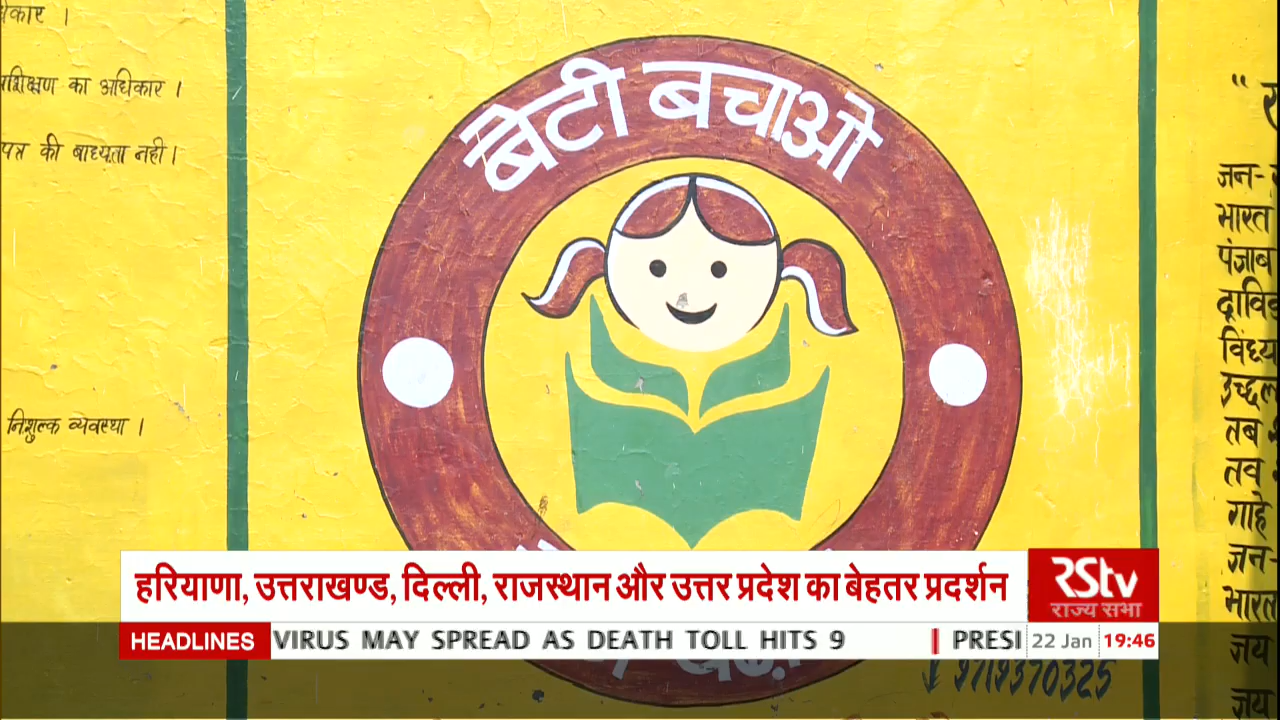 धिकार ।
प्रशिक्षण का अधिकार ।
पत्र की बाध्यता नहीं ।
निशुल्क व्यवस्था ।
बेटी बचाओ
"
जन-
भारत
पंजाब
द्राविड़
विंध्य
उच्छल
तब
तव
गाहे
जन-
भारत
जय
जय
9719370325
हरियाणा, उत्तराखण्ड, दिल्ली, राजस्थान और उत्तर प्रदेश का बेहतर प्रदर्शन
RStv
राज्य सभा
HEADLINES VIRUS MAY SPREAD AS DEATH TOLL HITS 9 | PRESI 22 Jan 19:46